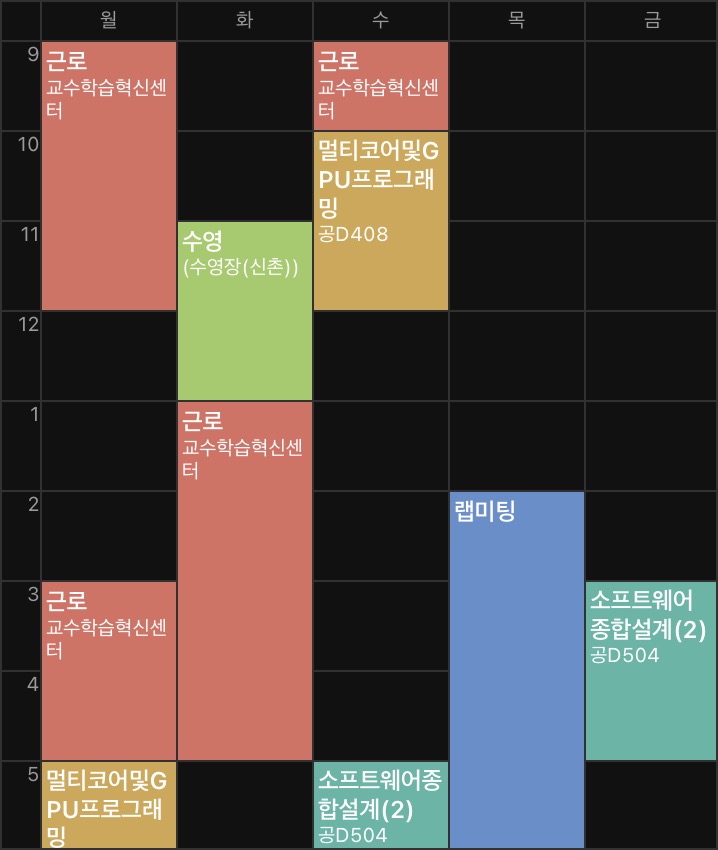 월 화 수 목 금
9
근로
교수학습혁신센
터
근로
교수학습혁신센
터
10
멀티코어및G
PU프로그래
밍
공D408
11
수영
(수영장(신촌))
12
1
근로
교수학습혁신센
터
2
랩미팅
3
근로
교수학습혁신센
터
소프트웨어
종합설계(2)
공D504
4
5
멀티코어및G
PU프로그래
밍
소프트웨어종
합설계(2)
공D504